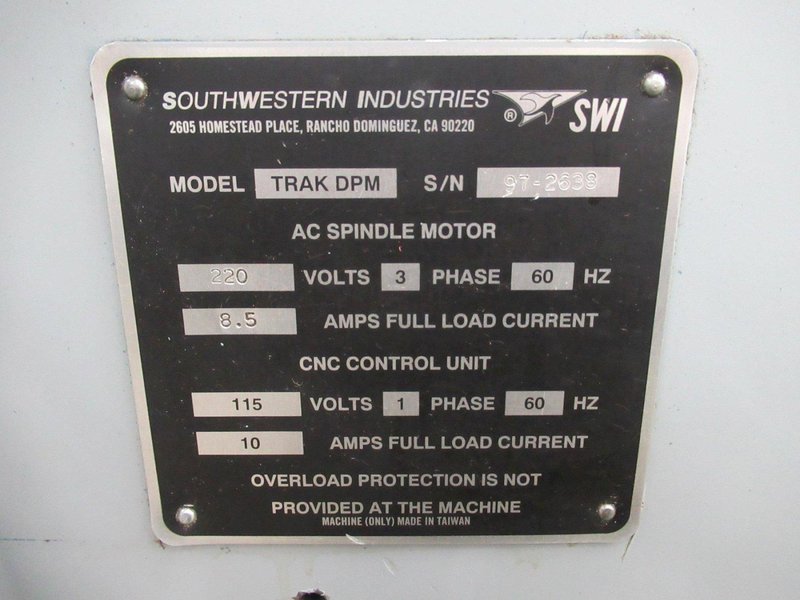 SOUTHWESTERN INDUSTRIES ® SWI
2605 HOMESTEAD PLACE, RANCHO DOMINGUEZ, CA 90220
MODEL TRAK DPM S/N 97-2638
AC SPINDLE MOTOR
220 VOLTS 3 PHASE 60 HZ
8.5 AMPS FULL LOAD CURRENT
CNC CONTROL UNIT
115 VOLTS 1 PHASE 60 HZ
10 AMPS FULL LOAD CURRENT
OVERLOAD PROTECTION IS NOT
PROVIDED AT THE MACHINE
MACHINE (ONLY) MADE IN TAIWAN